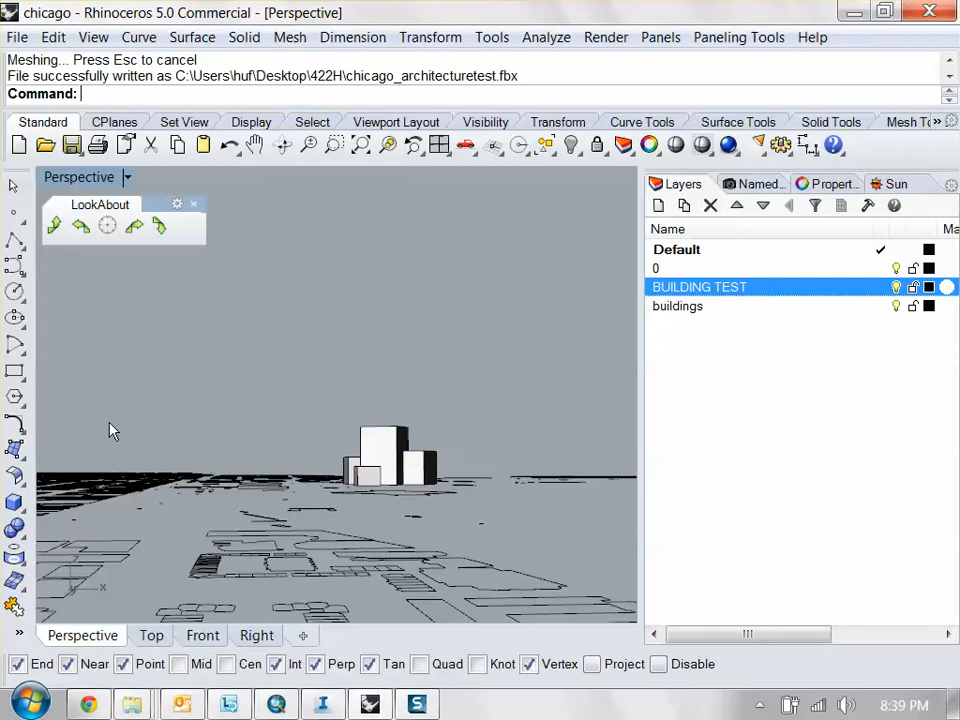 chicago - Rhinoceros 5.0 Commercial - [Perspective]
File Edit View Curve Surface Solid Mesh Dimension Transform Tools Analyze Render Panels Paneling Tools Help
Meshing... Press Esc to cancel
File successfully written as C:\Users\huf\Desktop\422H\chicago_architecturetest.fbx
Command:
Standard CPlanes Set View Display Select Viewport Layout Visibility Transform Curve Tools Surface Tools Solid Tools Mesh To
Perspective
LookAbout
Layers Named... Propert... Sun
Name Ma
Default
0
BUILDING TEST
buildings
x
Perspective Top Front Right
End Near Point Mid Cen Int Perp Tan Quad Knot Vertex Project Disable
8:39 PM